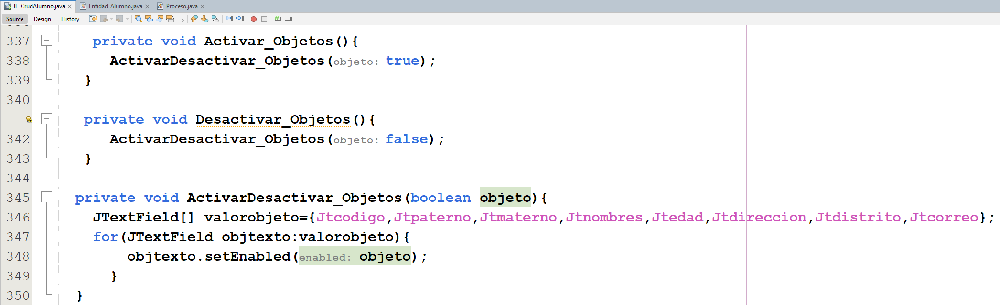 JF_CrudAlumno.java Entidad_Alumno.java Proceso.java
Source Design History
337 private void Activar_Objetos(){
338 ActivarDesactivar_Objetos(objeto: true);
339 }
340
private void Desactivar_Objetos(){
342 ActivarDesactivar_Objetos(objeto: false);
343 }
344
345 private void ActivarDesactivar_Objetos(boolean objeto){
346 JTextField[] valorobjeto={Jtcodigo,Jtpaterno,Jtmaterno,Jtnombres,Jtedad,Jtdireccion,Jtdistrito,Jtcorreo};
347 for(JTextField objtexto:valorobjeto){
348 objtexto.setEnabled(enabled: objeto);
349 }
350 }